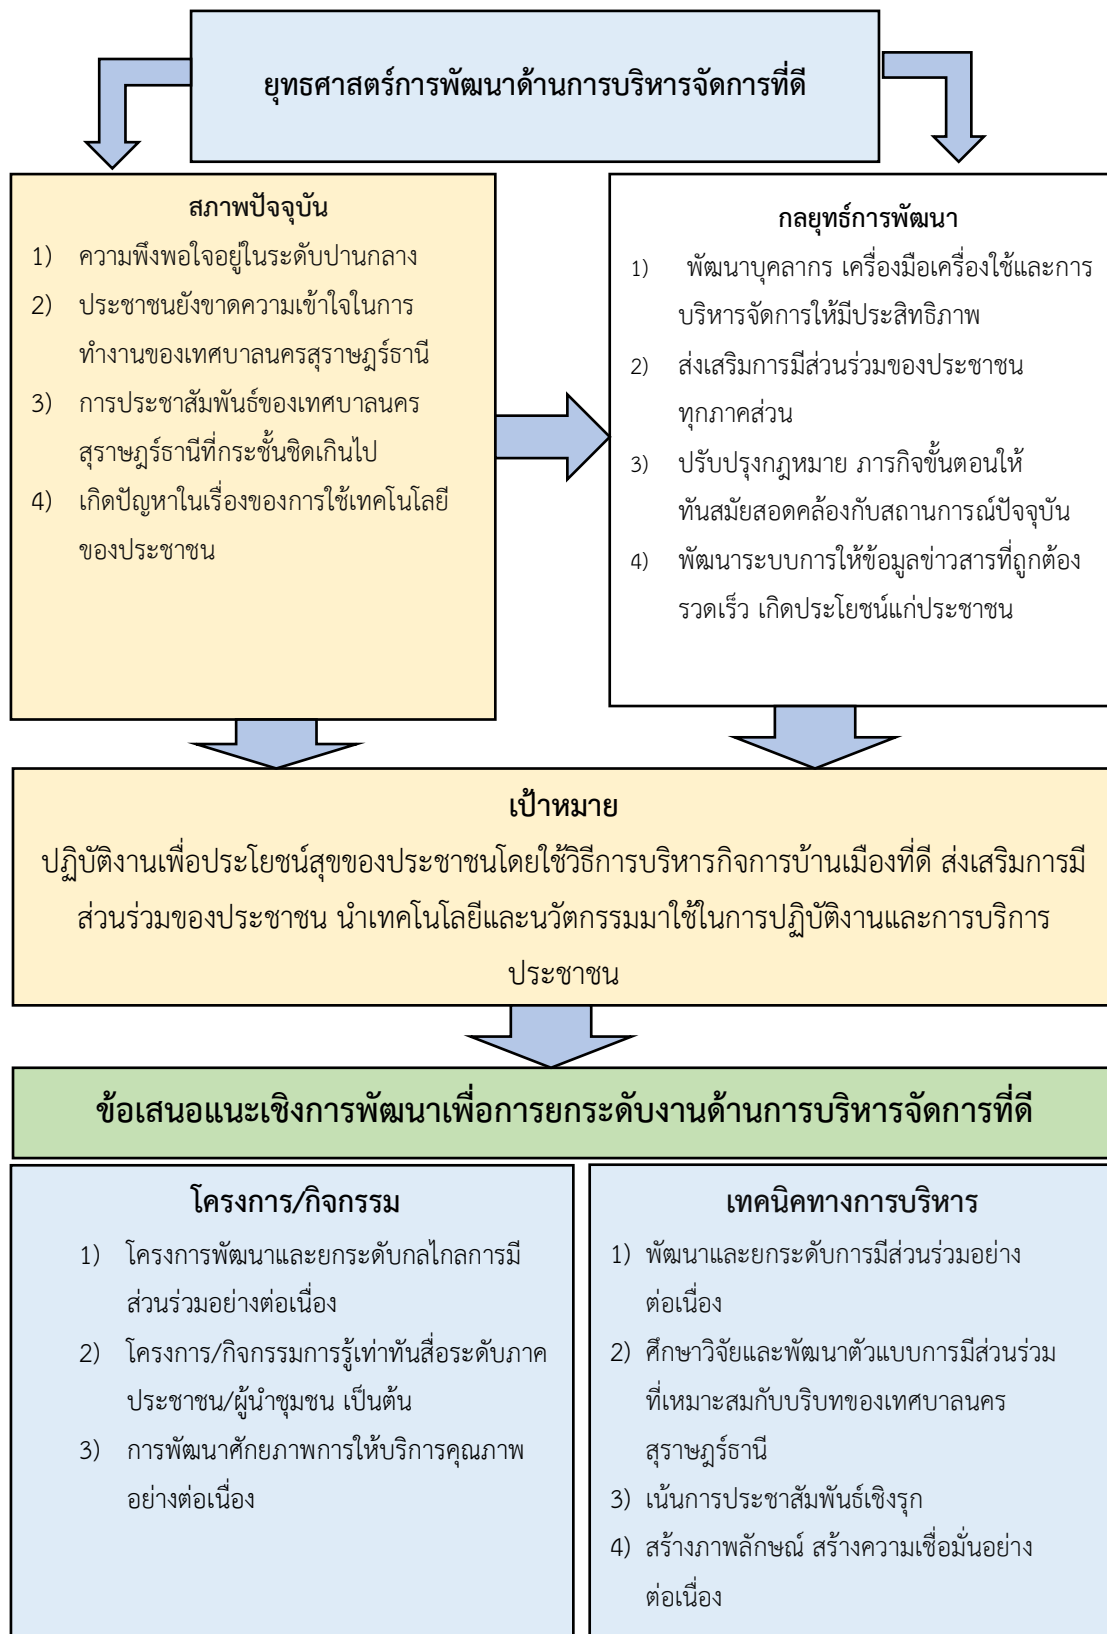 ยุทธศาสตร์การพัฒนาด้านการบริหารจัดการที่ดี
สภาพปัจจุบัน
1) ความพึงพอใจอยู่ในระดับปานกลาง
2) ประชาชนยังขาดความเข้าใจในการ
ทำงานของเทศบาลนครสุราษฎร์ธานี
3) การประชาสัมพันธ์ของเทศบาลนคร
สุราษฎร์ธานีที่กระชั้นชิดเกินไป
4) เกิดปัญหาในเรื่องของการใช้เทคโนโลยี
ของประชาชน
กลยุทธ์การพัฒนา
1) พัฒนาบุคลากร เครื่องมือเครื่องใช้และการ
บริหารจัดการให้มีประสิทธิภาพ
2) ส่งเสริมการมีส่วนร่วมของประชาชน
ทุกภาคส่วน
3) ปรับปรุงกฎหมาย ภารกิจขั้นตอนให้
ทันสมัยสอดคล้องกับสถานการณ์ปัจจุบัน
4) พัฒนาระบบการให้ข้อมูลข่าวสารที่ถูกต้อง
รวดเร็ว เกิดประโยชน์แก่ประชาชน
เป้าหมาย
ปฏิบัติงานเพื่อประโยชน์สุขของประชาชนโดยใช้วิธีการบริหารกิจการบ้านเมืองที่ดี ส่งเสริมการมี
ส่วนร่วมของประชาชน นำเทคโนโลยีและนวัตกรรมมาใช้ในการปฏิบัติงานและการบริการ
ประชาชน
ข้อเสนอแนะเชิงการพัฒนาเพื่อการยกระดับงานด้านการบริหารจัดการที่ดี
โครงการ/กิจกรรม
1) โครงการพัฒนาและยกระดับกลไกลการมี
ส่วนร่วมอย่างต่อเนื่อง
2) โครงการ/กิจกรรมการรู้เท่าทันสื่อระดับภาค
ประชาชน/ผู้นำชุมชน เป็นต้น
3) การพัฒนาศักยภาพการให้บริการคุณภาพ
อย่างต่อเนื่อง
เทคนิคทางการบริหาร
1) พัฒนาและยกระดับการมีส่วนร่วมอย่าง
ต่อเนื่อง
2) ศึกษาวิจัยและพัฒนาตัวแบบการมีส่วนร่วม
ที่เหมาะสมกับบริบทของเทศบาลนคร
สุราษฎร์ธานี
3) เน้นการประชาสัมพันธ์เชิงรุก
4) สร้างภาพลักษณ์ สร้างความเชื่อมั่นอย่าง
ต่อเนื่อง